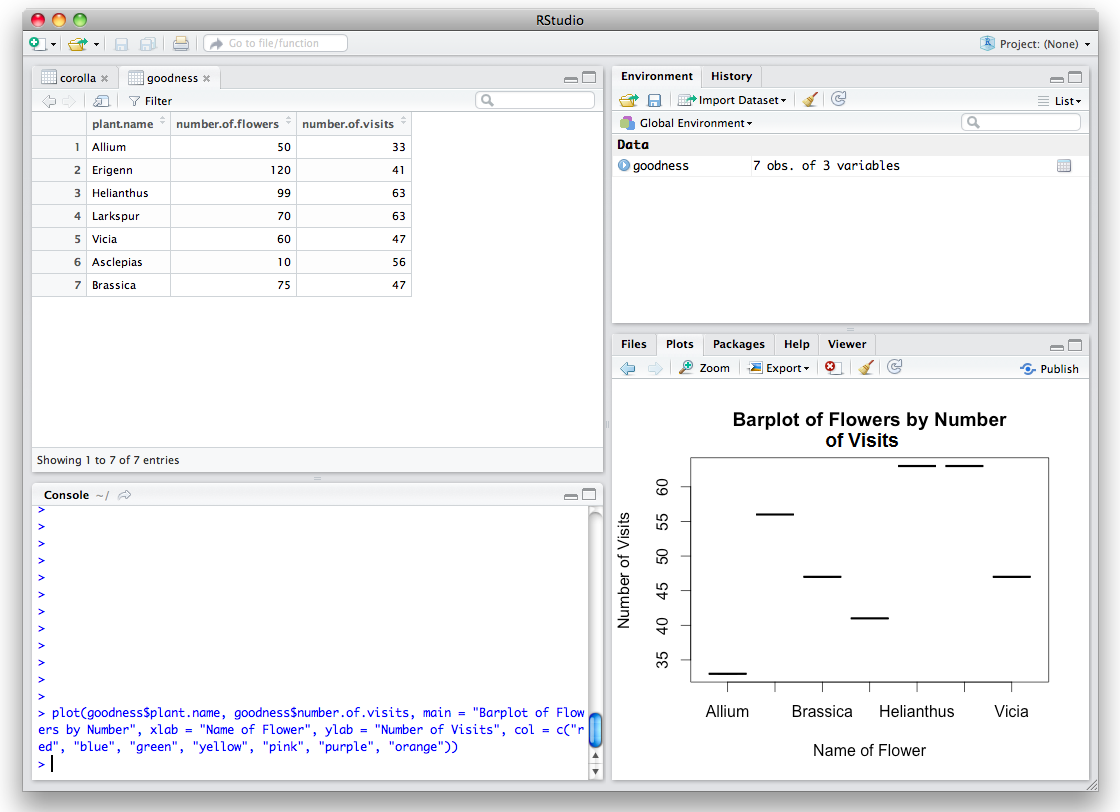 RStudio
Go to file/function
Project: (None)
corolla
goodness
Filter
plant.name number.of.flowers number.of.visits
1 Allium 50 33
2 Erigenn 120 41
3 Helianthus 99 63
4 Larkspur 70 63
5 Vicia 60 47
6 Asclepias 10 56
7 Brassica 75 47
Showing 1 to 7 of 7 entries
Console ~/
>
>
>
>
>
>
>
>
>
>
>
>
> plot(goodness$plant.name, goodness$number.of.visits, main = "Barplot of Flow
ers by Number", xlab = "Name of Flower", ylab = "Number of Visits", col = c("r
ed", "blue", "green", "yellow", "pink", "purple", "orange"))
>
Environment History
Import Dataset
List
Global Environment
Data
goodness 7 obs. of 3 variables
Files Plots Packages Help Viewer
Zoom Export Publish
Barplot of Flowers by Number
of Visits
Number of Visits
60
55
50
45
40
35
Allium Brassica Helianthus Vicia
Name of Flower